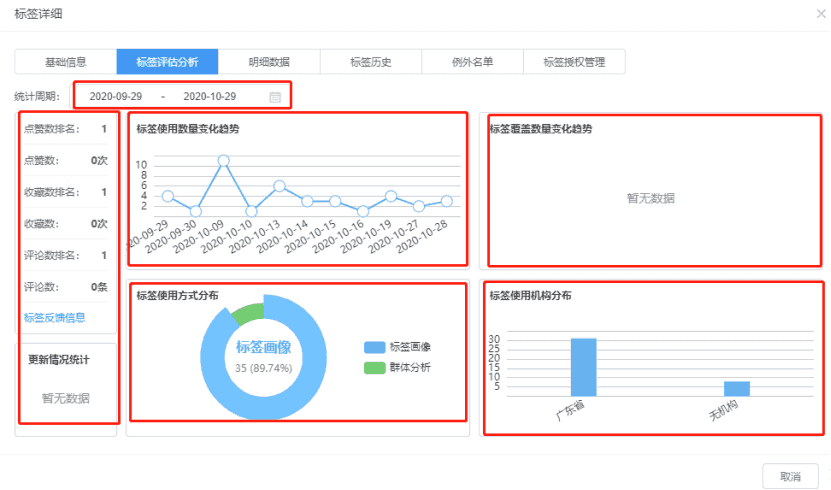 标签详细
基础信息 标签评估分析 明细数据 标签历史 例外名单 标签授权管理
统计周期: 2020-09-29 - 2020-10-29
点赞数排名: 1
点赞数: 0次
收藏数排名: 1
收藏数: 0次
评论数排名: 1
评论数: 0条
标签反馈信息
更新情况统计
暂无数据
标签使用数量变化趋势
10
8
6
4
2
20-09-29 2020-09-30 2020-10-09 2020-10-10 2020-10-13 2020-10-14 2020-10-15 2020-10-16 2020-10-19 2020-10-27 2020-10-28
标签覆盖数量变化趋势
暂无数据
标签使用方式分布
标签画像
35 (89.74%)
标签画像
群体分析
标签使用机构分布
30
25
20
15
10
5
广东省 无机构
取消